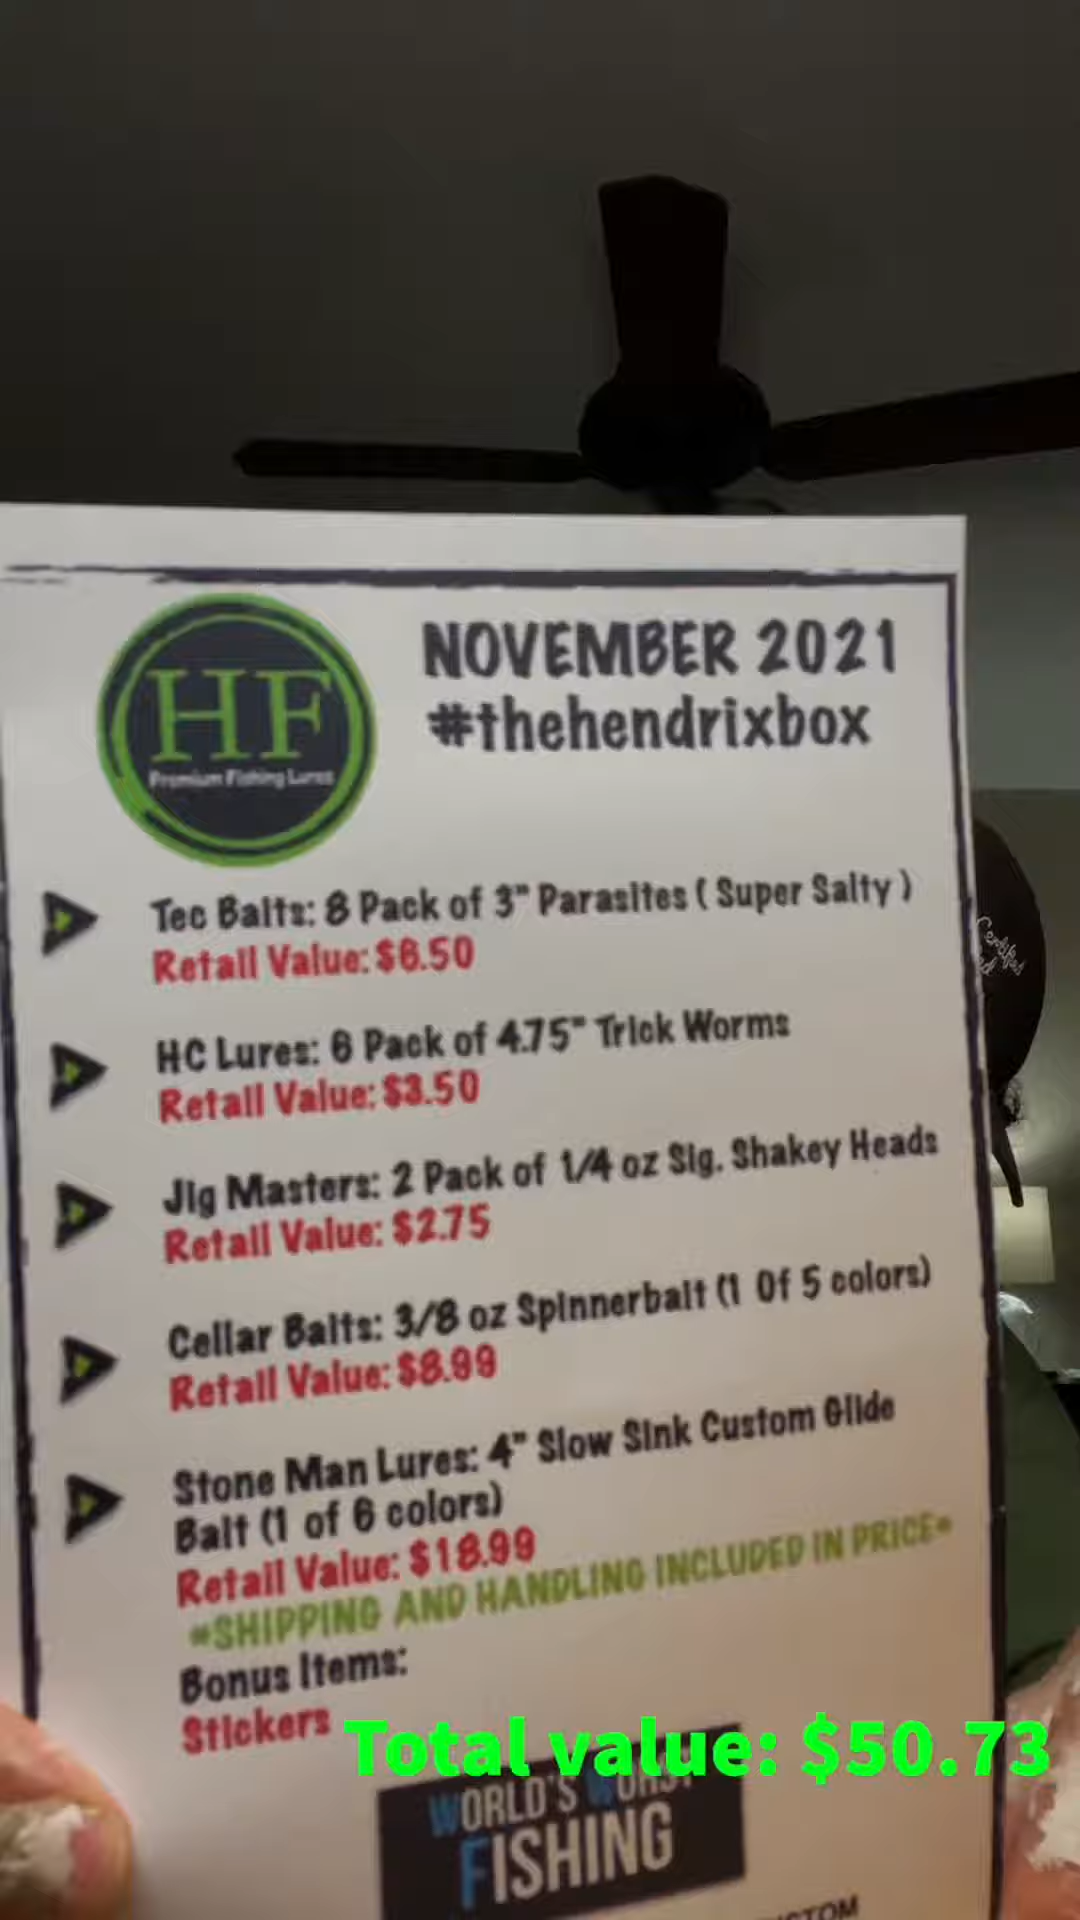 HF
Premium Fishing Lures
NOVEMBER 2021
#thehendrixbox
Tec Baits: 8 Pack of 3" Parasites ( Super Salty )
Retail Value: $6.50
HC Lures: 6 Pack of 4.75" Trick Worms
Retail Value: $3.50
Jig Masters: 2 Pack of 1/4 oz Sig. Shakey Heads
Retail Value: $2.75
Cellar Baits: 3/8 oz Spinnerbait (1 Of 5 colors)
Retail Value: $8.99
Stone Man Lures: 4" Slow Sink Custom Glide
Bait (1 of 6 colors)
Retail Value: $18.99
*SHIPPING AND HANDLING INCLUDED IN PRICE*
Bonus Items:
Stickers
Total value: $50.73
WORLD'S WORST
FISHING
Certified